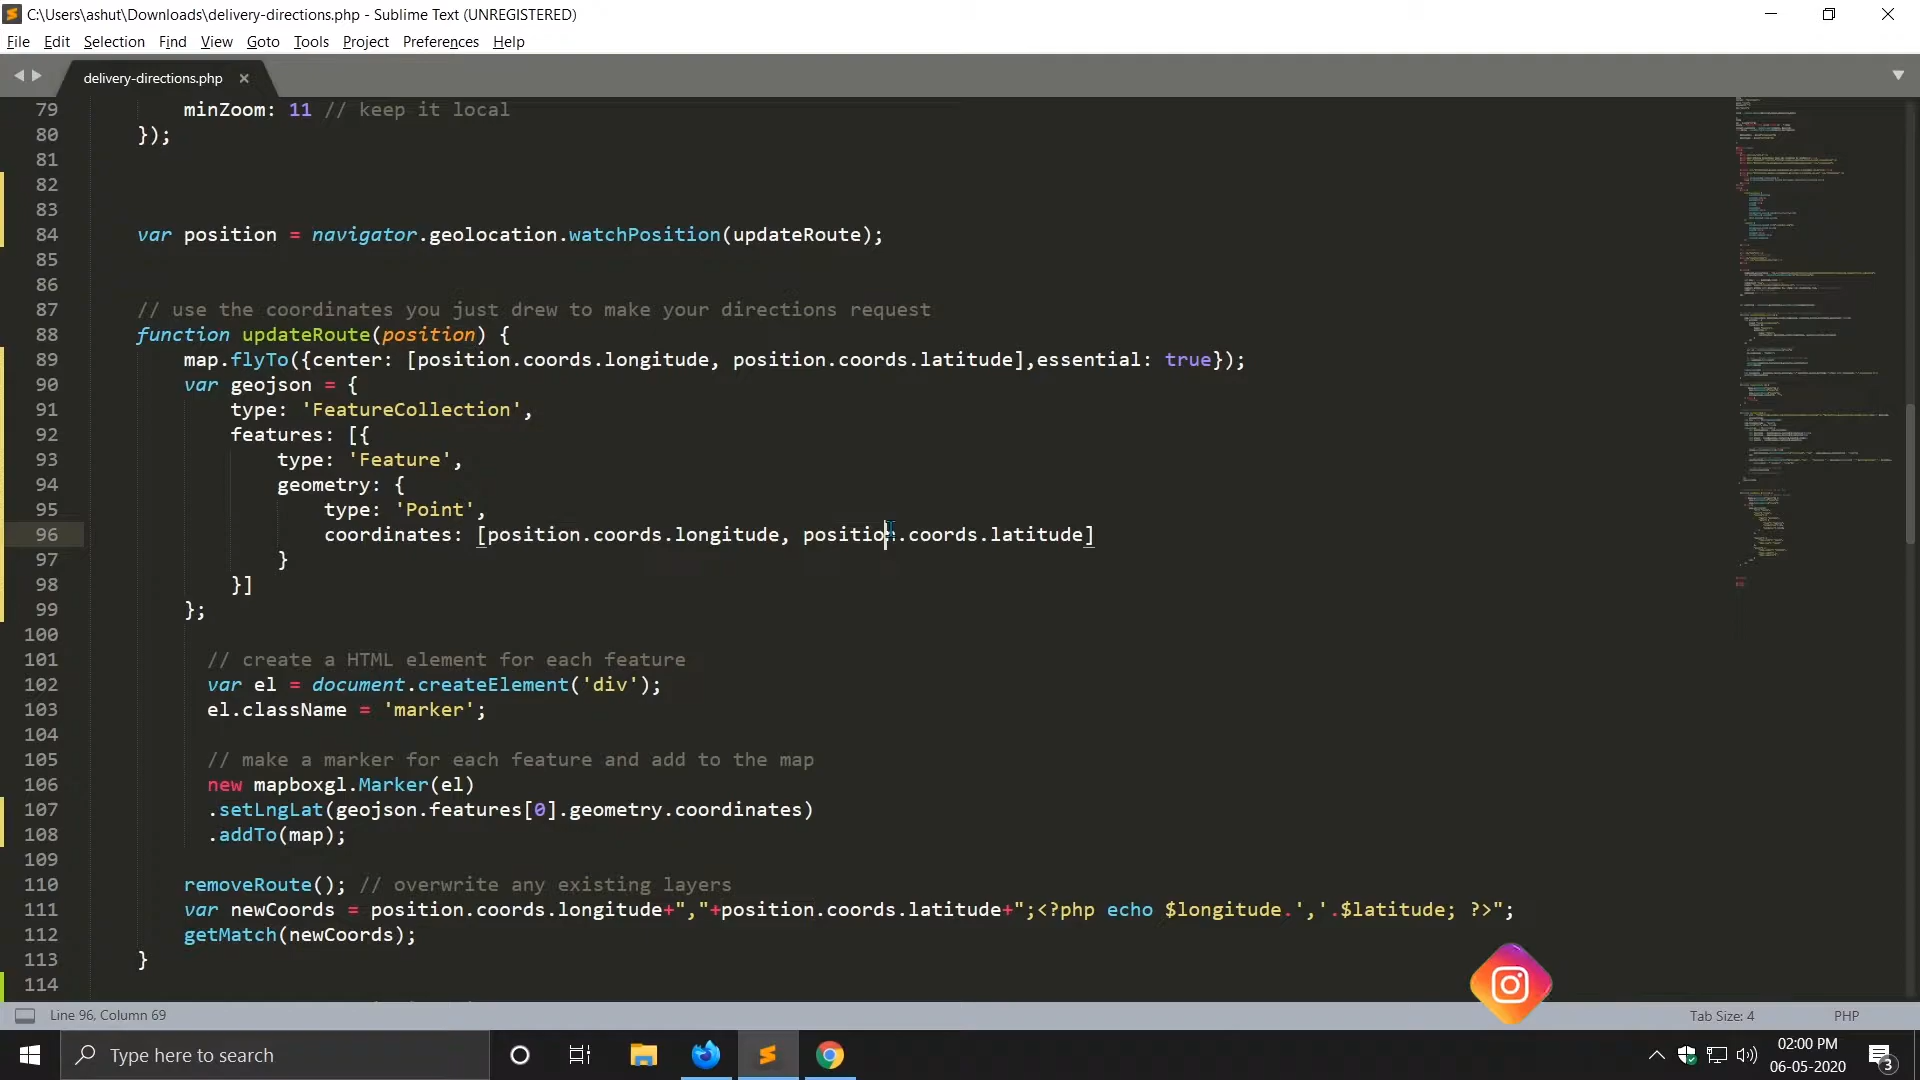 C:\Users\ashut\Downloads\delivery-directions.php - Sublime Text (UNREGISTERED)
File Edit Selection Find View Goto Tools Project Preferences Help
delivery-directions.php
79 minZoom: 11 // keep it local
80 });
81
82
83
84 var position = navigator.geolocation.watchPosition(updateRoute);
85
86
87 // use the coordinates you just drew to make your directions request
88 function updateRoute(position) {
89 map.flyTo({center: [position.coords.longitude, position.coords.latitude],essential: true});
90 var geojson = {
91 type: 'FeatureCollection',
92 features: [{
93 type: 'Feature',
94 geometry: {
95 type: 'Point',
96 coordinates: [position.coords.longitude, position.coords.latitude]
97 }
98 }]
99 };
100
101 // create a HTML element for each feature
102 var el = document.createElement('div');
103 el.className = 'marker';
104
105 // make a marker for each feature and add to the map
106 new mapboxgl.Marker(el)
107 .setLngLat(geojson.features[0].geometry.coordinates)
108 .addTo(map);
109
110 removeRoute(); // overwrite any existing layers
111 var newCoords = position.coords.longitude+","+position.coords.latitude+";<?php echo $longitude.','.$latitude; ?>";
112 getMatch(newCoords);
113 }
114
Line 96, Column 69
Tab Size: 4
PHP
Type here to search
02:00 PM
06-05-2020
3